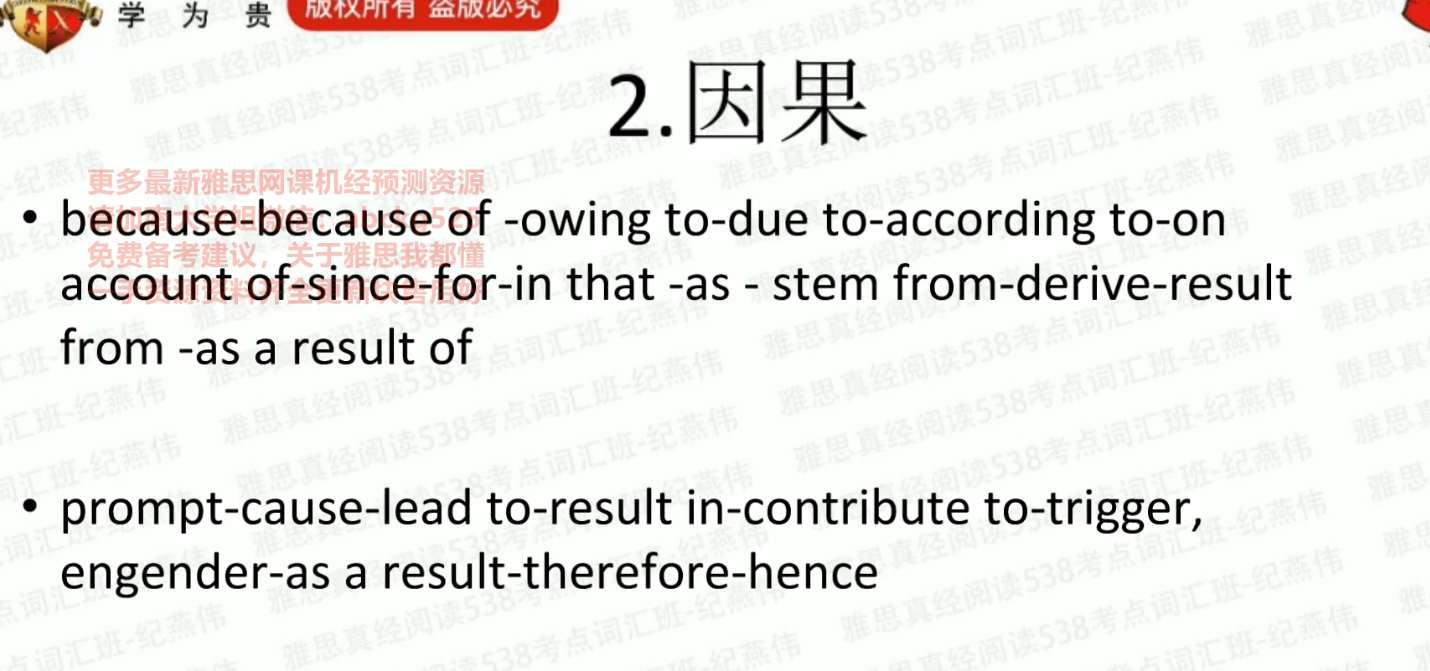 学 为 贵
版权所有 盗版必究
2.因果
更多最新雅思网课机经预测资源
• because-because of -owing to-due to-according to-on
免费备考建议，关于雅思我都懂
account of-since-for-in that -as - stem from-derive-result
from -as a result of
• prompt-cause-lead to-result in-contribute to-trigger,
engender-as a result-therefore-hence
雅思真经阅读538考点词汇班-纪燕伟